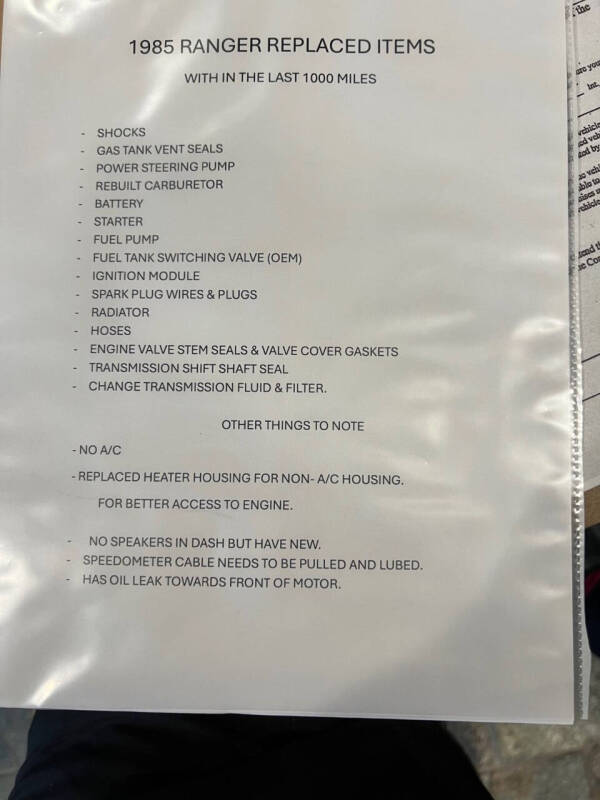 1985 RANGER REPLACED ITEMS
WITH IN THE LAST 1000 MILES
- SHOCKS
- GAS TANK VENT SEALS
- POWER STEERING PUMP
- REBUILT CARBURETOR
- BATTERY
- STARTER
- FUEL PUMP
- FUEL TANK SWITCHING VALVE (OEM)
- IGNITION MODULE
- SPARK PLUG WIRES & PLUGS
- RADIATOR
- HOSES
- ENGINE VALVE STEM SEALS & VALVE COVER GASKETS
- TRANSMISSION SHIFT SHAFT SEAL
- CHANGE TRANSMISSION FLUID & FILTER.
OTHER THINGS TO NOTE
- NO A/C
- REPLACED HEATER HOUSING FOR NON- A/C HOUSING.
FOR BETTER ACCESS TO ENGINE.
- NO SPEAKERS IN DASH BUT HAVE NEW.
- SPEEDOMETER CABLE NEEDS TO BE PULLED AND LUBED.
- HAS OIL LEAK TOWARDS FRONT OF MOTOR.
the